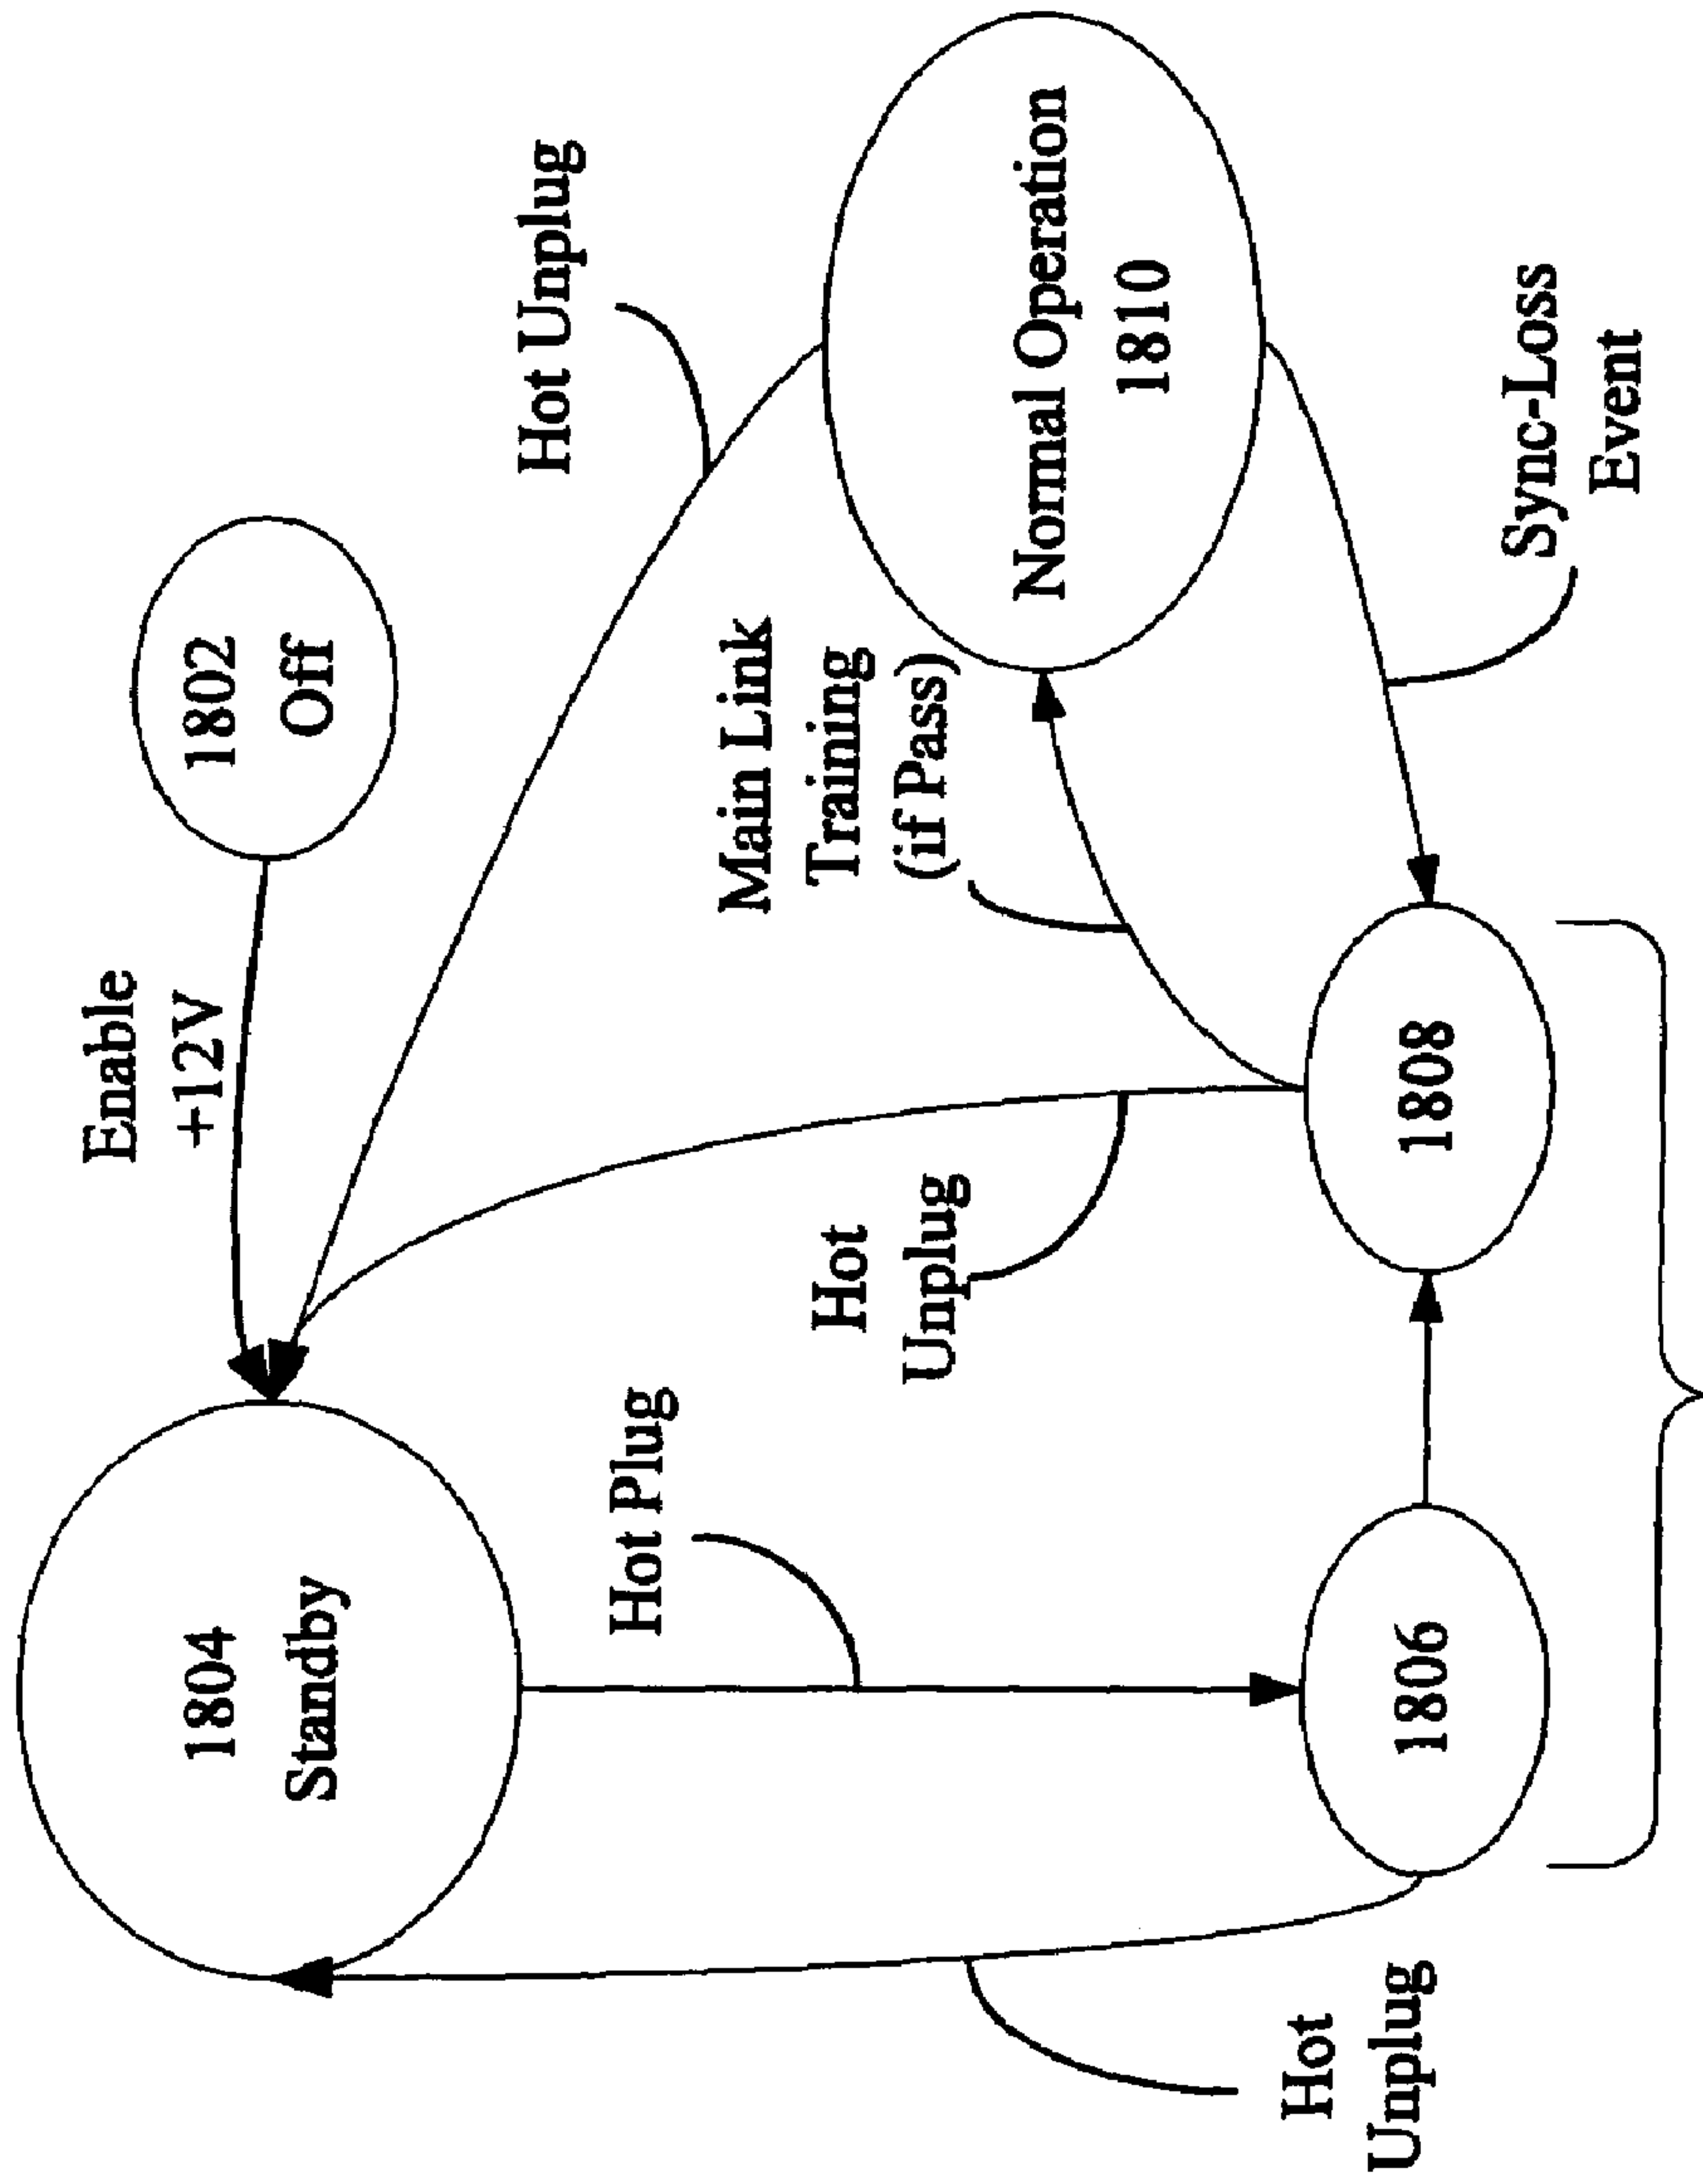 1804
Standby
Enable
+12V
1802
Off
Hot Plug
Hot Unplug
Hot
Unplug
Main Link
Training
(if Pass)
Normal Operation
1810
Hot
Unplug
1806
1808
Sync-Loss
Event